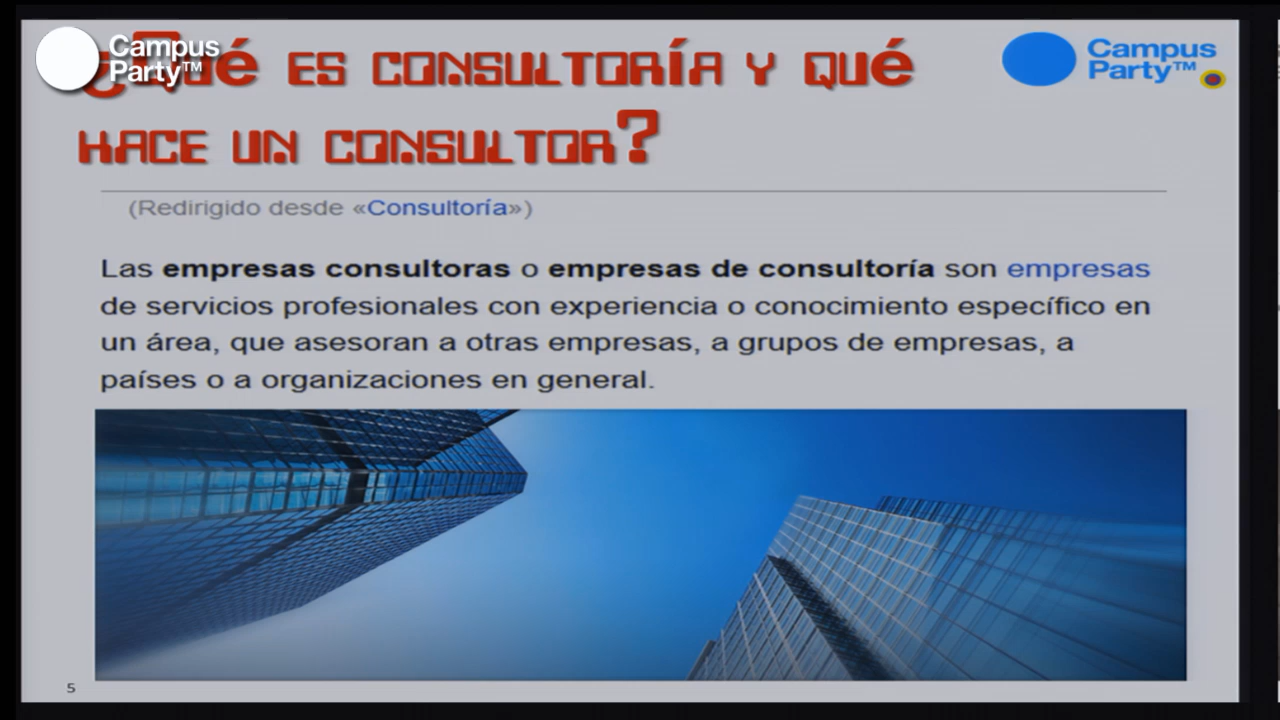 Campus
Party™
¿Qué es consultoría y qué
hace un consultor?
Campus
Party™
(Redirigido desde «Consultoría»)
Las empresas consultoras o empresas de consultoría son empresas
de servicios profesionales con experiencia o conocimiento específico en
un área, que asesoran a otras empresas, a grupos de empresas, a
países o a organizaciones en general.
5